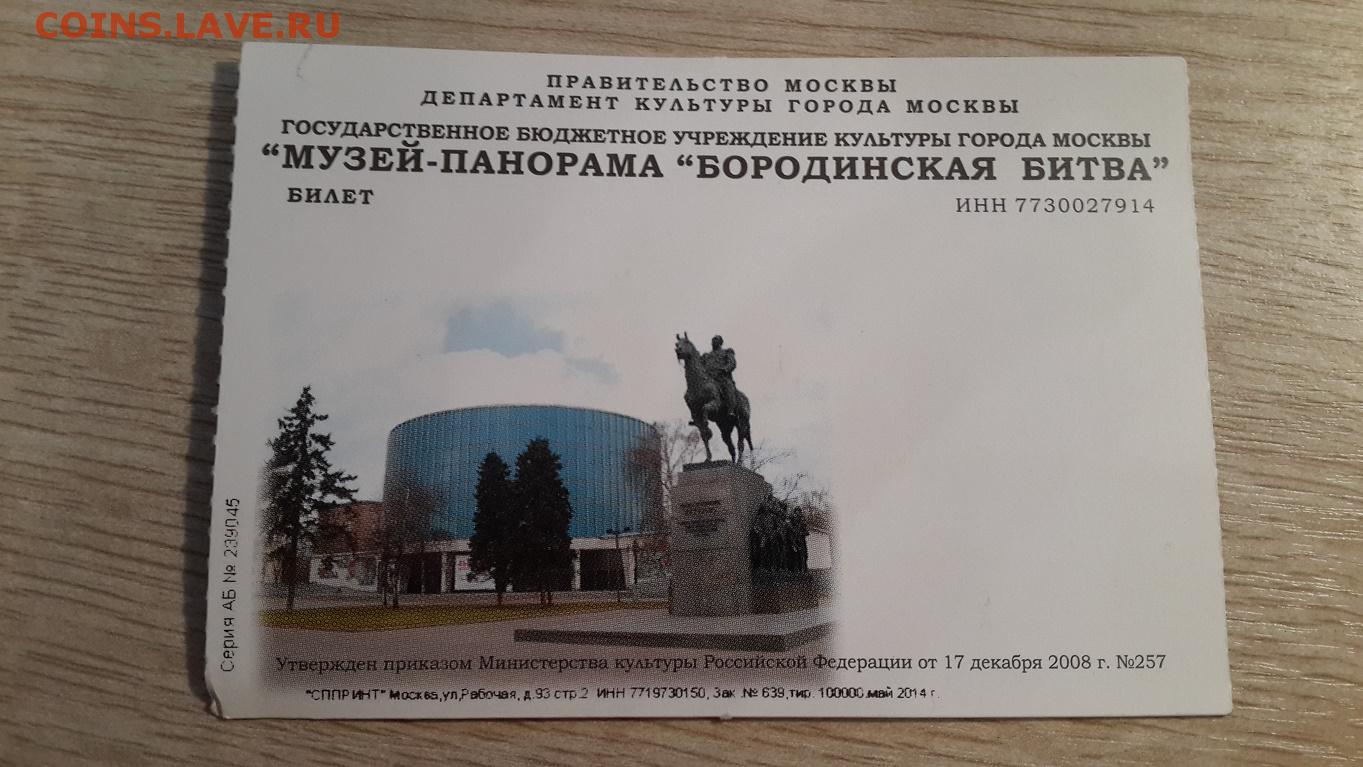 COINS.LAVE.RU
ПРАВИТЕЛЬСТВО МОСКВЫ
ДЕПАРТАМЕНТ КУЛЬТУРЫ ГОРОДА МОСКВЫ
ГОСУДАРСТВЕННОЕ БЮДЖЕТНОЕ УЧРЕЖДЕНИЕ КУЛЬТУРЫ ГОРОДА МОСКВЫ
“МУЗЕЙ-ПАНОРАМА “БОРОДИНСКАЯ БИТВА”
БИЛЕТ
ИНН 7730027914
Серия АБ № 239045
Утвержден приказом Министерства культуры Российской Федерации от 17 декабря 2008 г. №257
"СППРИНТ" Москва,ул,Рабочая, д.93 стр.2 ИНН 7719730150, Зак .№ 639,тир. 100000.май 2014 г.